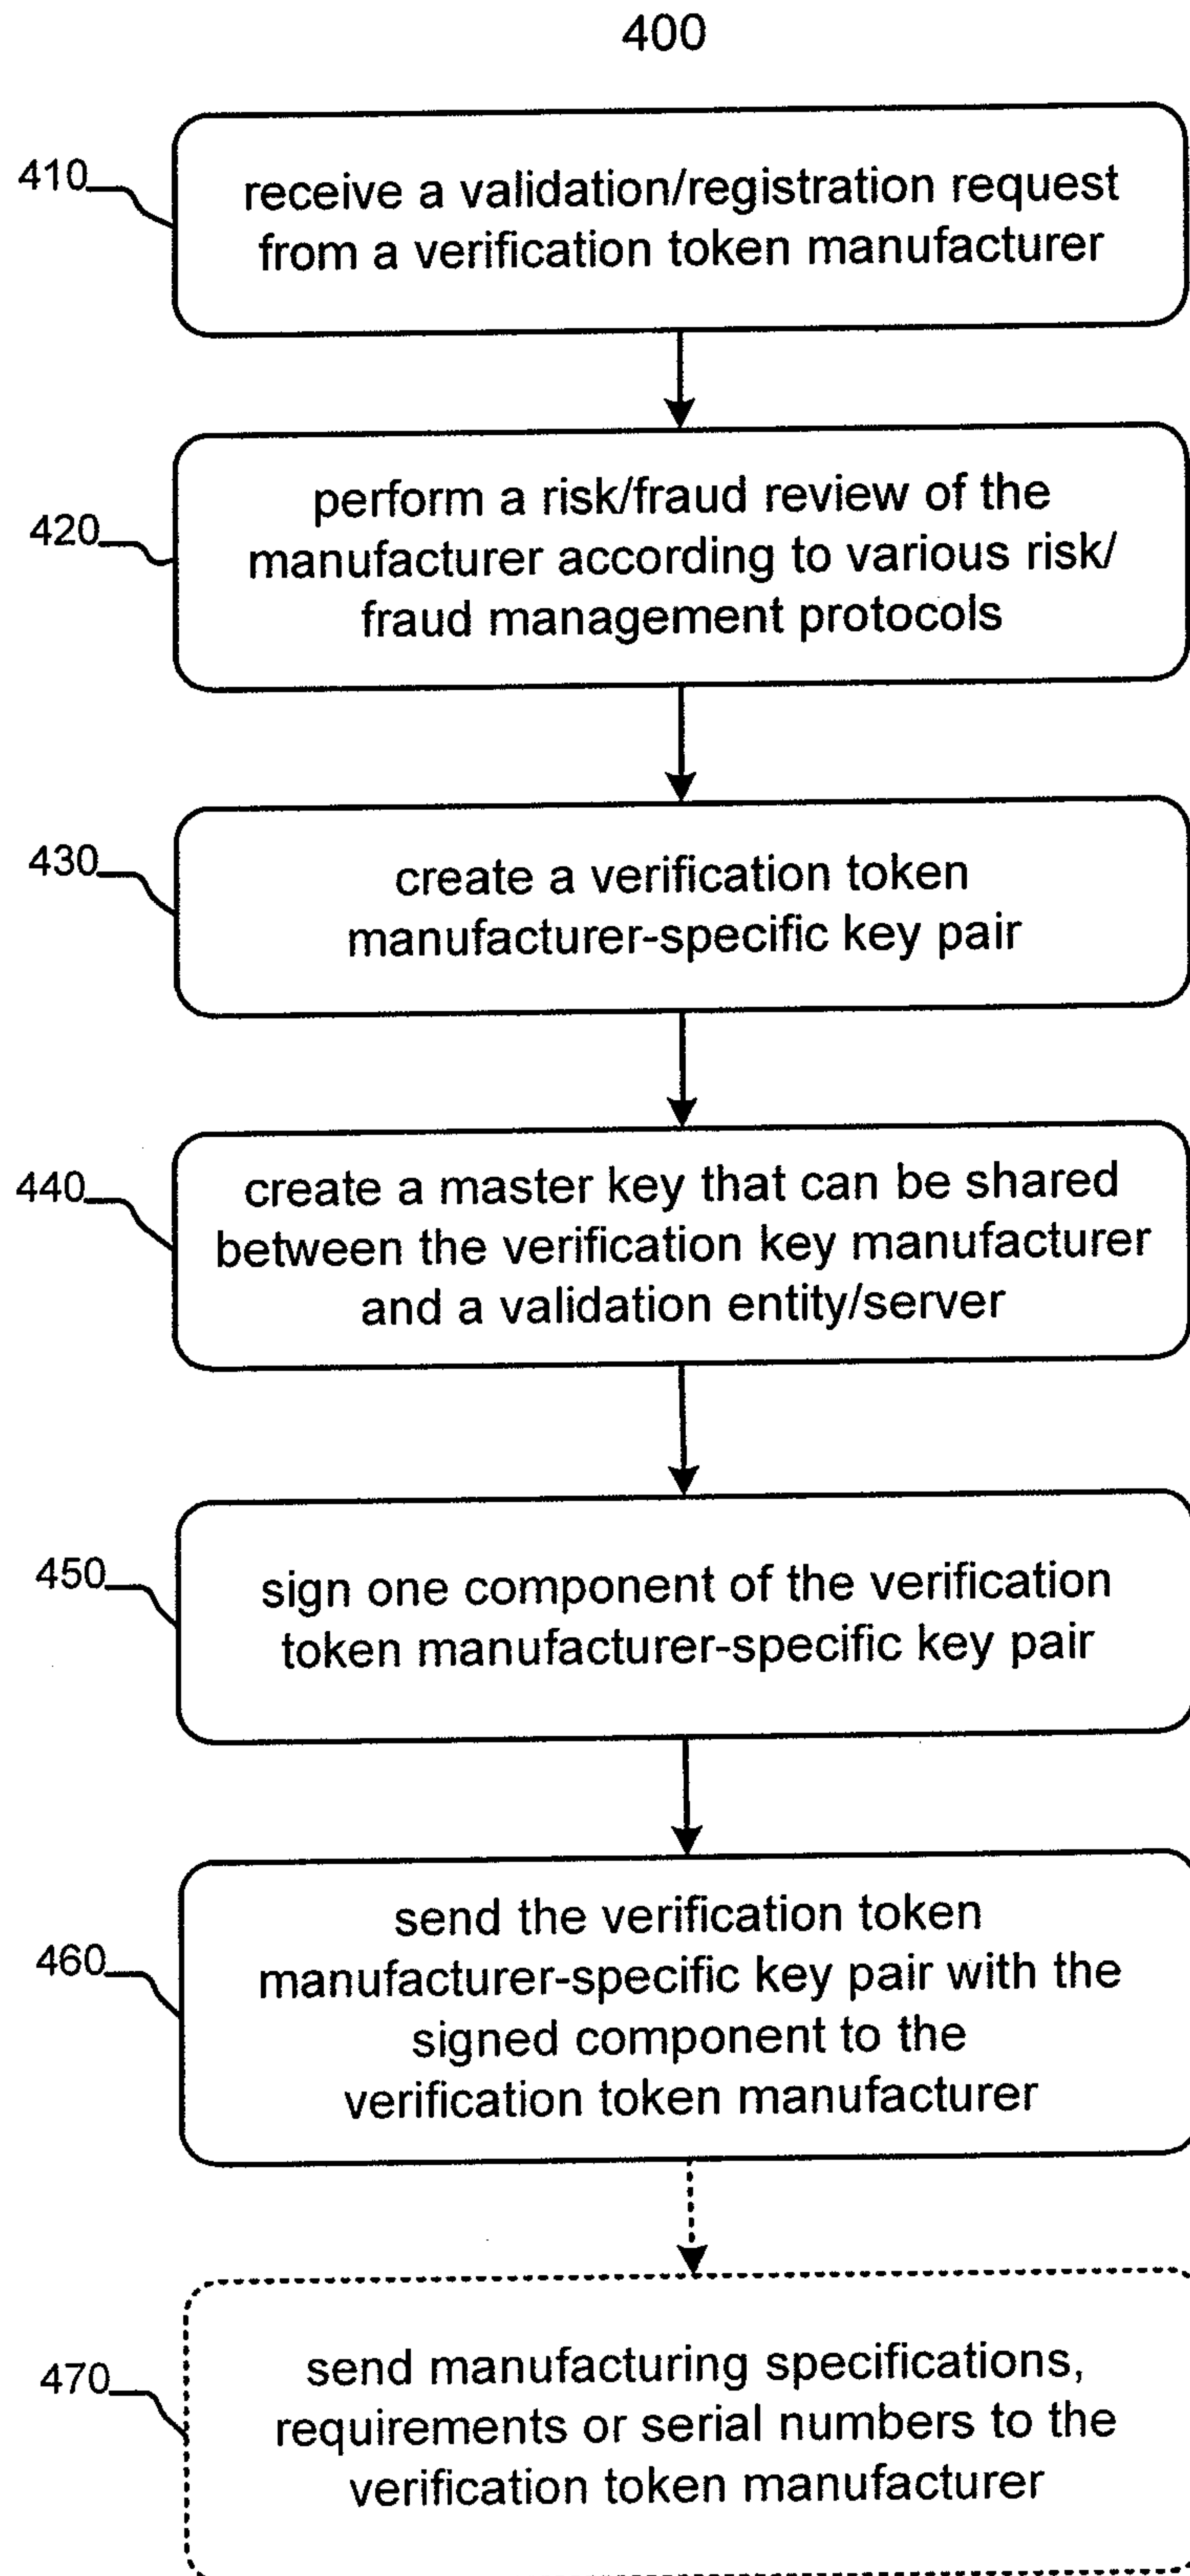 400
410
receive a validation/registration request
from a verification token manufacturer
420
perform a risk/fraud review of the
manufacturer according to various risk/
fraud management protocols
430
create a verification token
manufacturer-specific key pair
440
create a master key that can be shared
between the verification key manufacturer
and a validation entity/server
450
sign one component of the verification
token manufacturer-specific key pair
460
send the verification token
manufacturer-specific key pair with the
signed component to the
verification token manufacturer
470
send manufacturing specifications,
requirements or serial numbers to the
verification token manufacturer